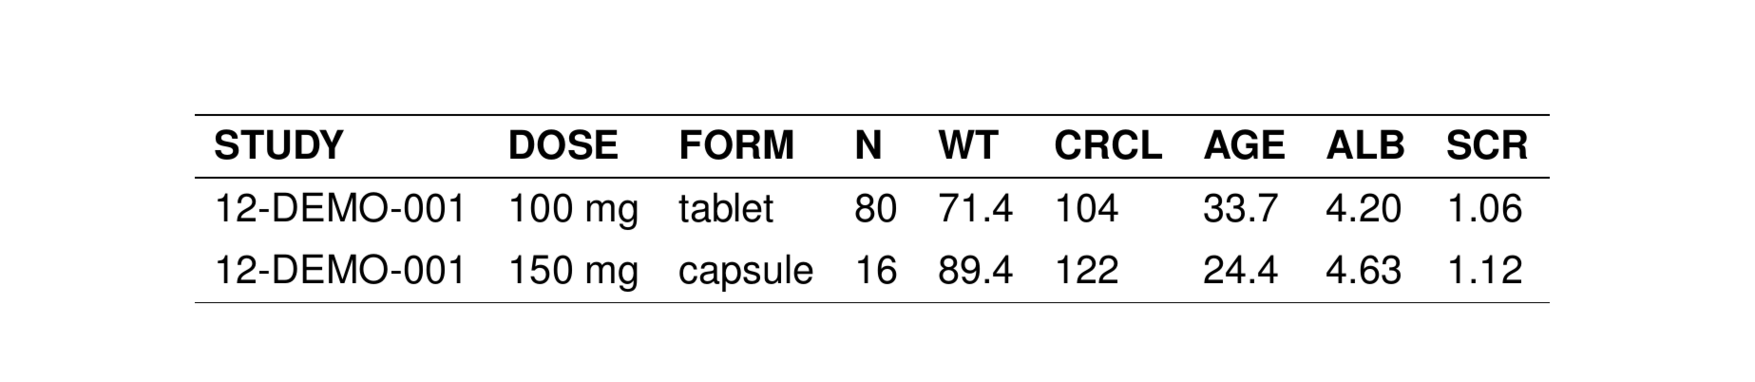 STUDY DOSE FORM N WT CRCL AGE ALB SCR
12-DEMO-001 100 mg tablet 80 71.4 104 33.7 4.20 1.06
12-DEMO-001 150 mg capsule 16 89.4 122 24.4 4.63 1.12